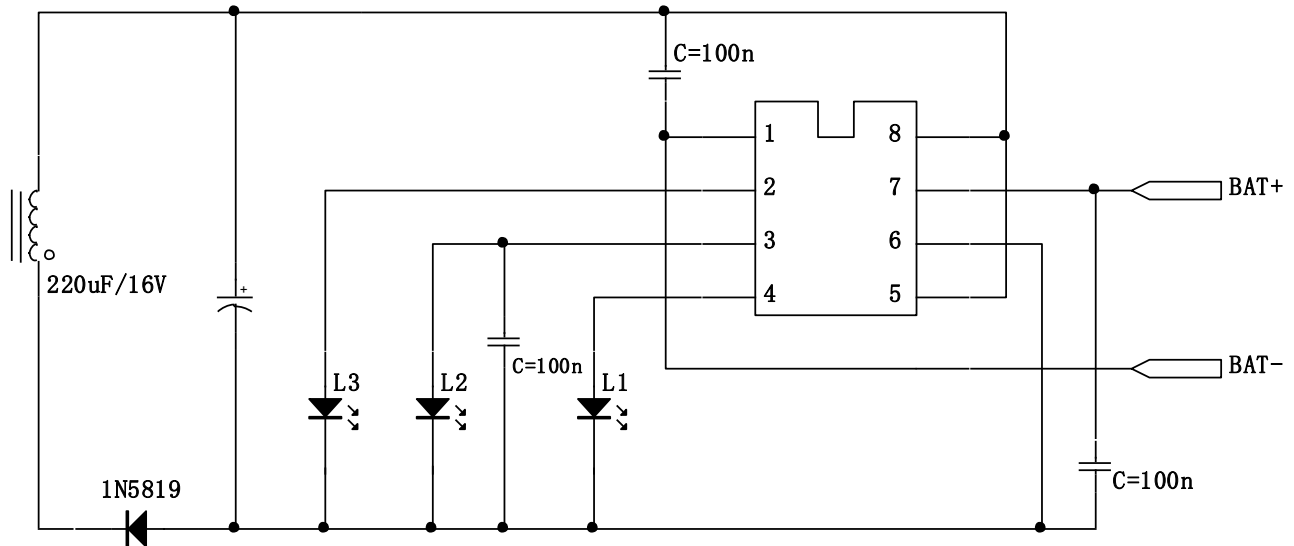 C=100n
1
8
2
7
BAT+
3
6
220uF/16V
+
4
5
C=100n
BAT-
L3
L2
L1
1N5819
C=100n